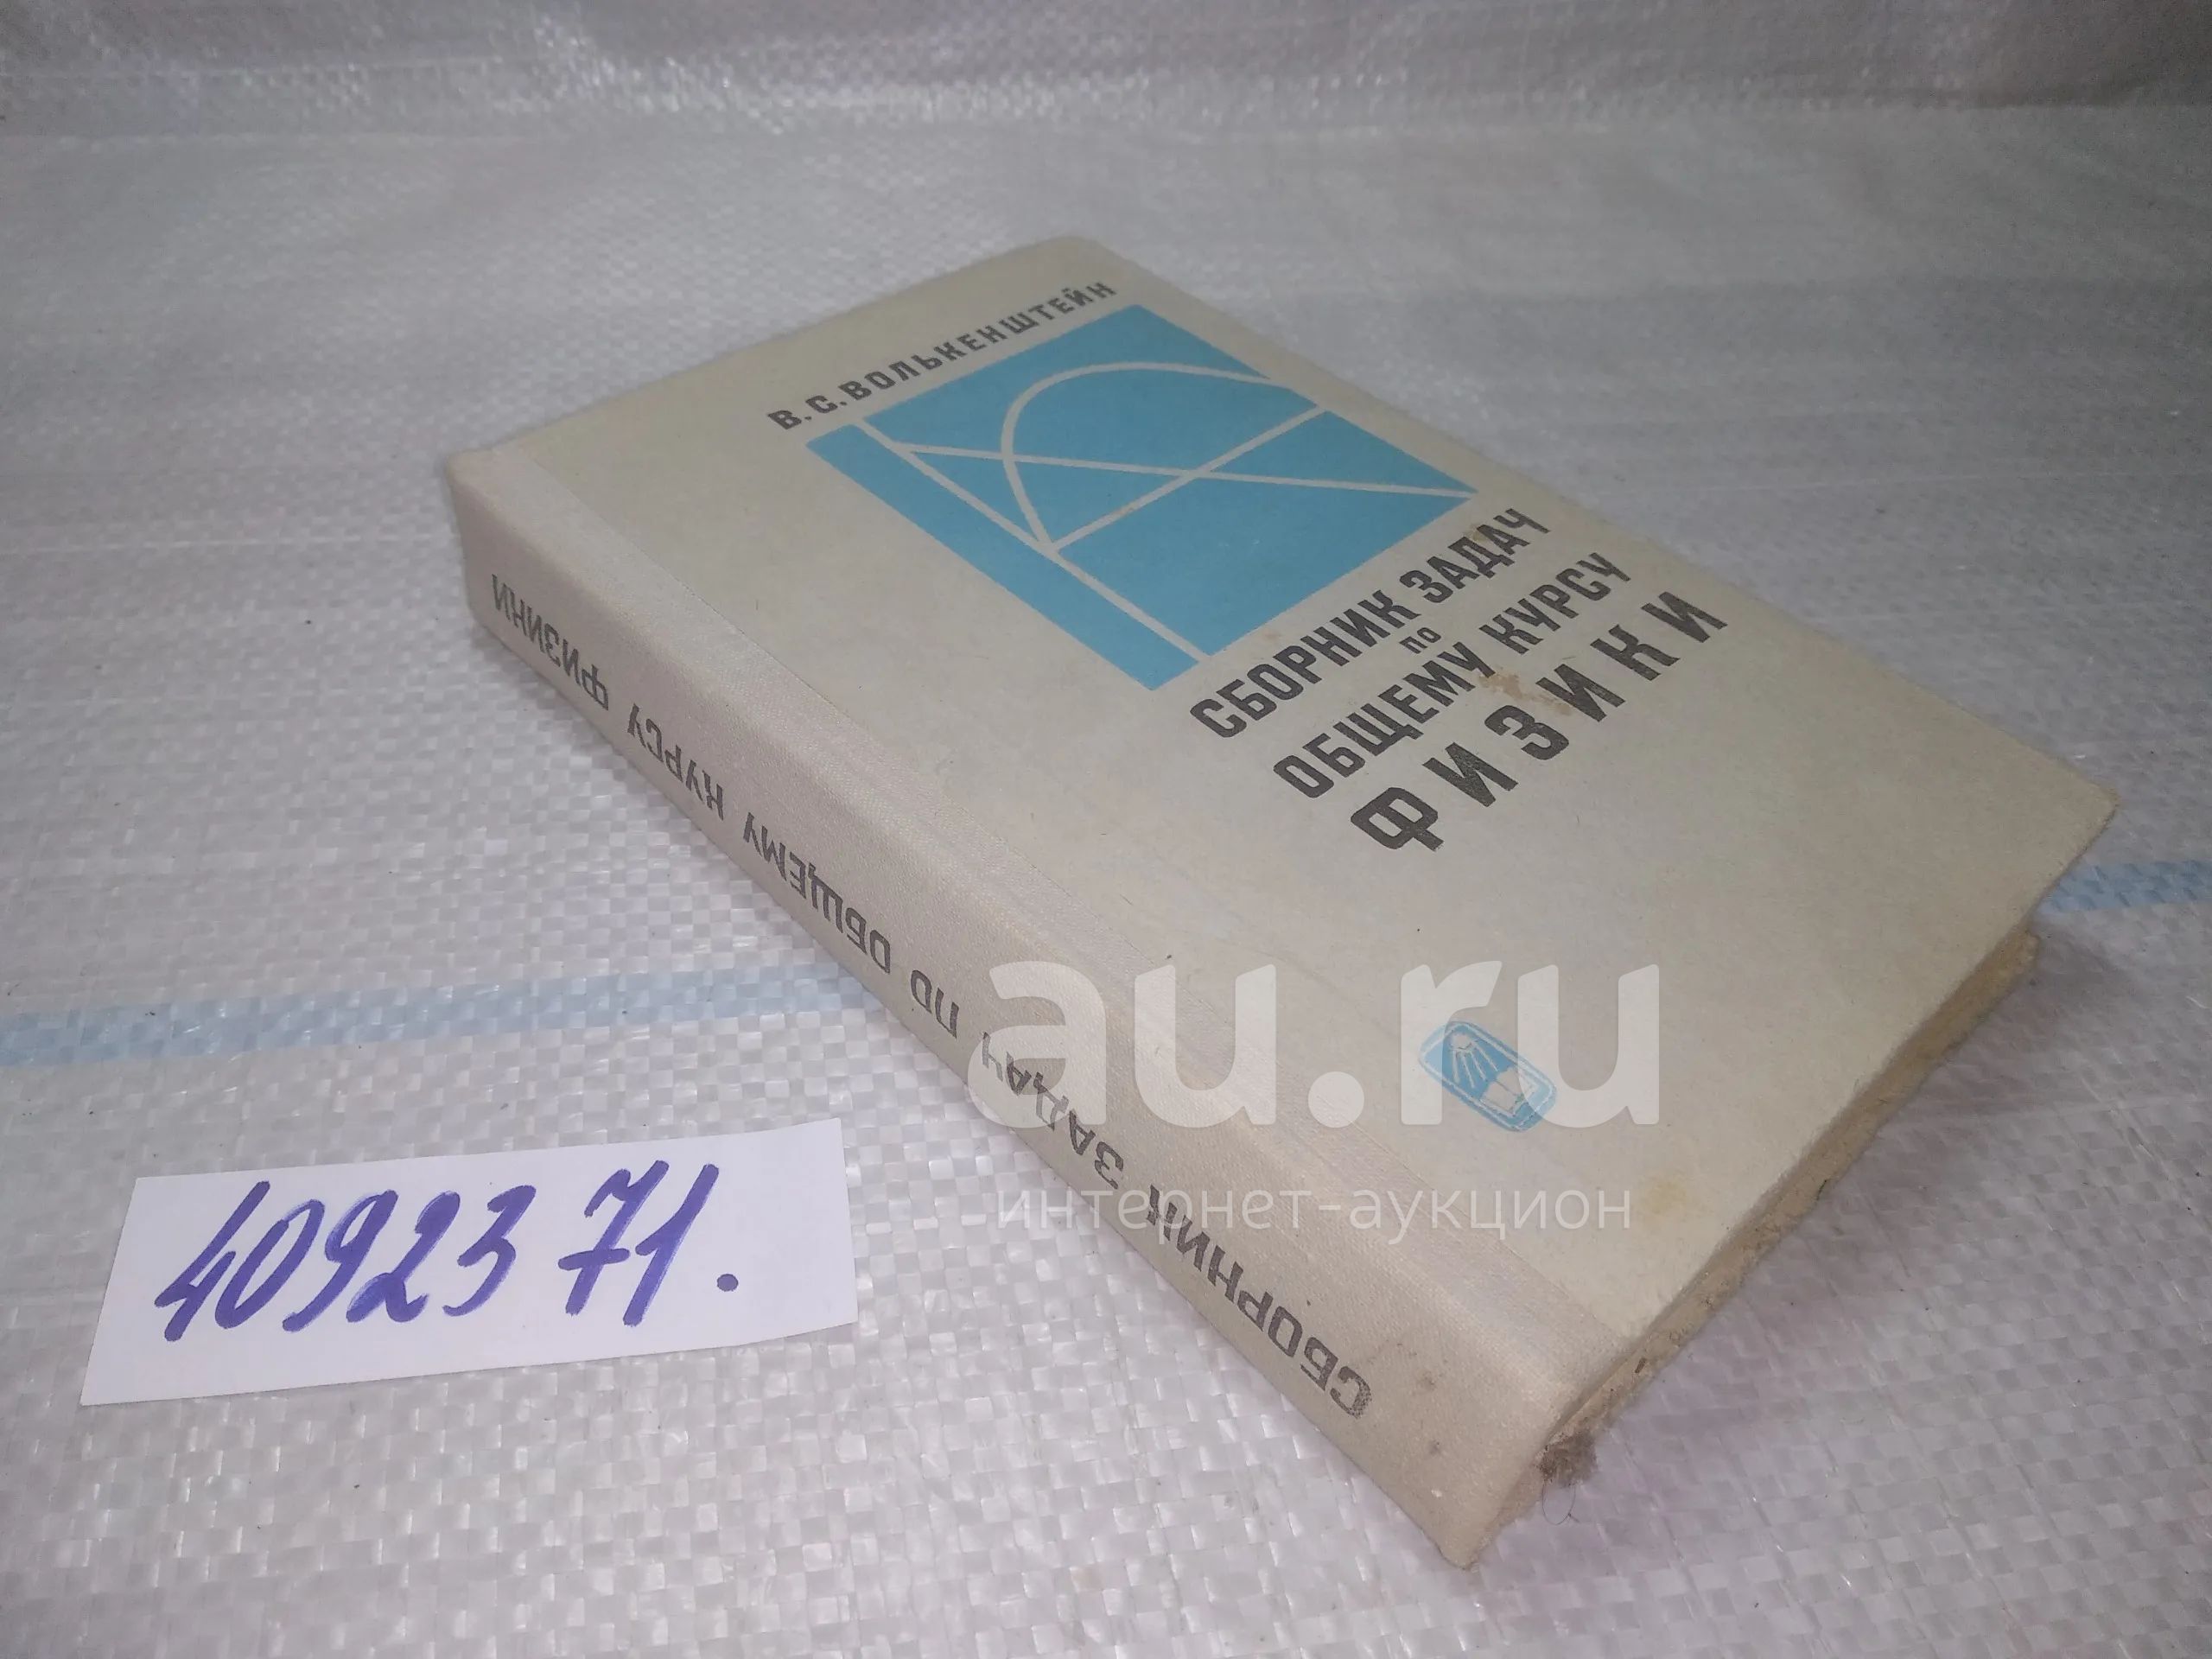 В.С.ВОЛЬКЕНШТЕЙН
СБОРНИК ЗАДАЧ
ПО
ОБЩЕМУ КУРСУ
ФИЗИКИ
СБОРНИК ЗАДАЧ ПО ОБЩЕМУ КУРСУ ФИЗИКИ
au.ru
интернет-аукцион
4092371.